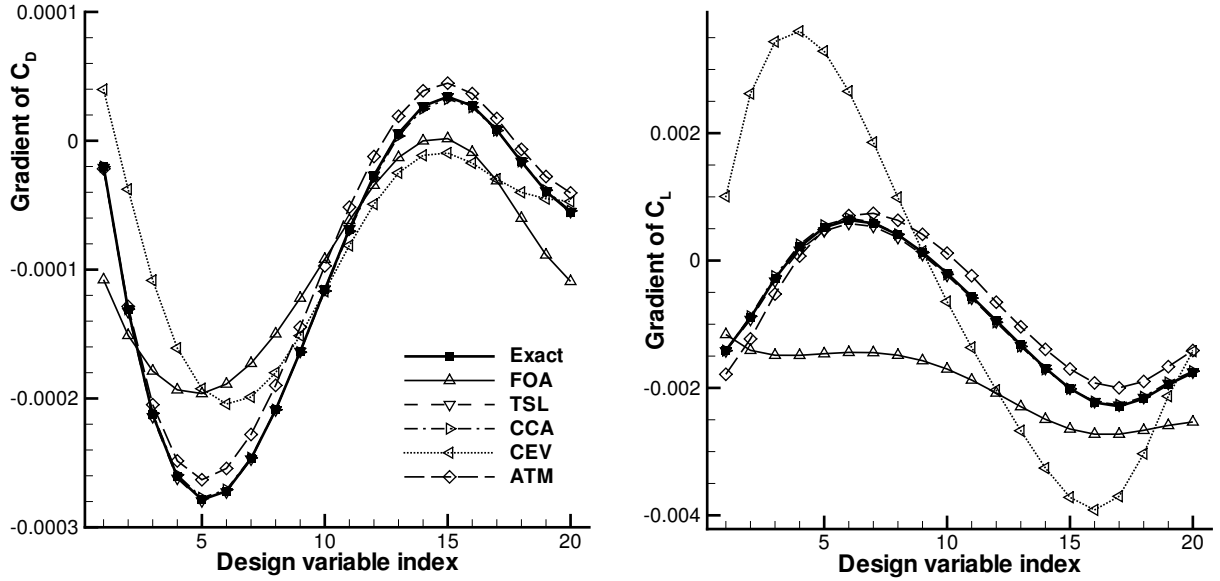 0.0001
0
-0.0001
-0.0002
-0.0003
Gradient of C_D
5
10
15
20
Design variable index
Exact
FOA
TSL
CCA
CEV
ATM
0.002
0
-0.002
-0.004
Gradient of C_L
5
10
15
20
Design variable index